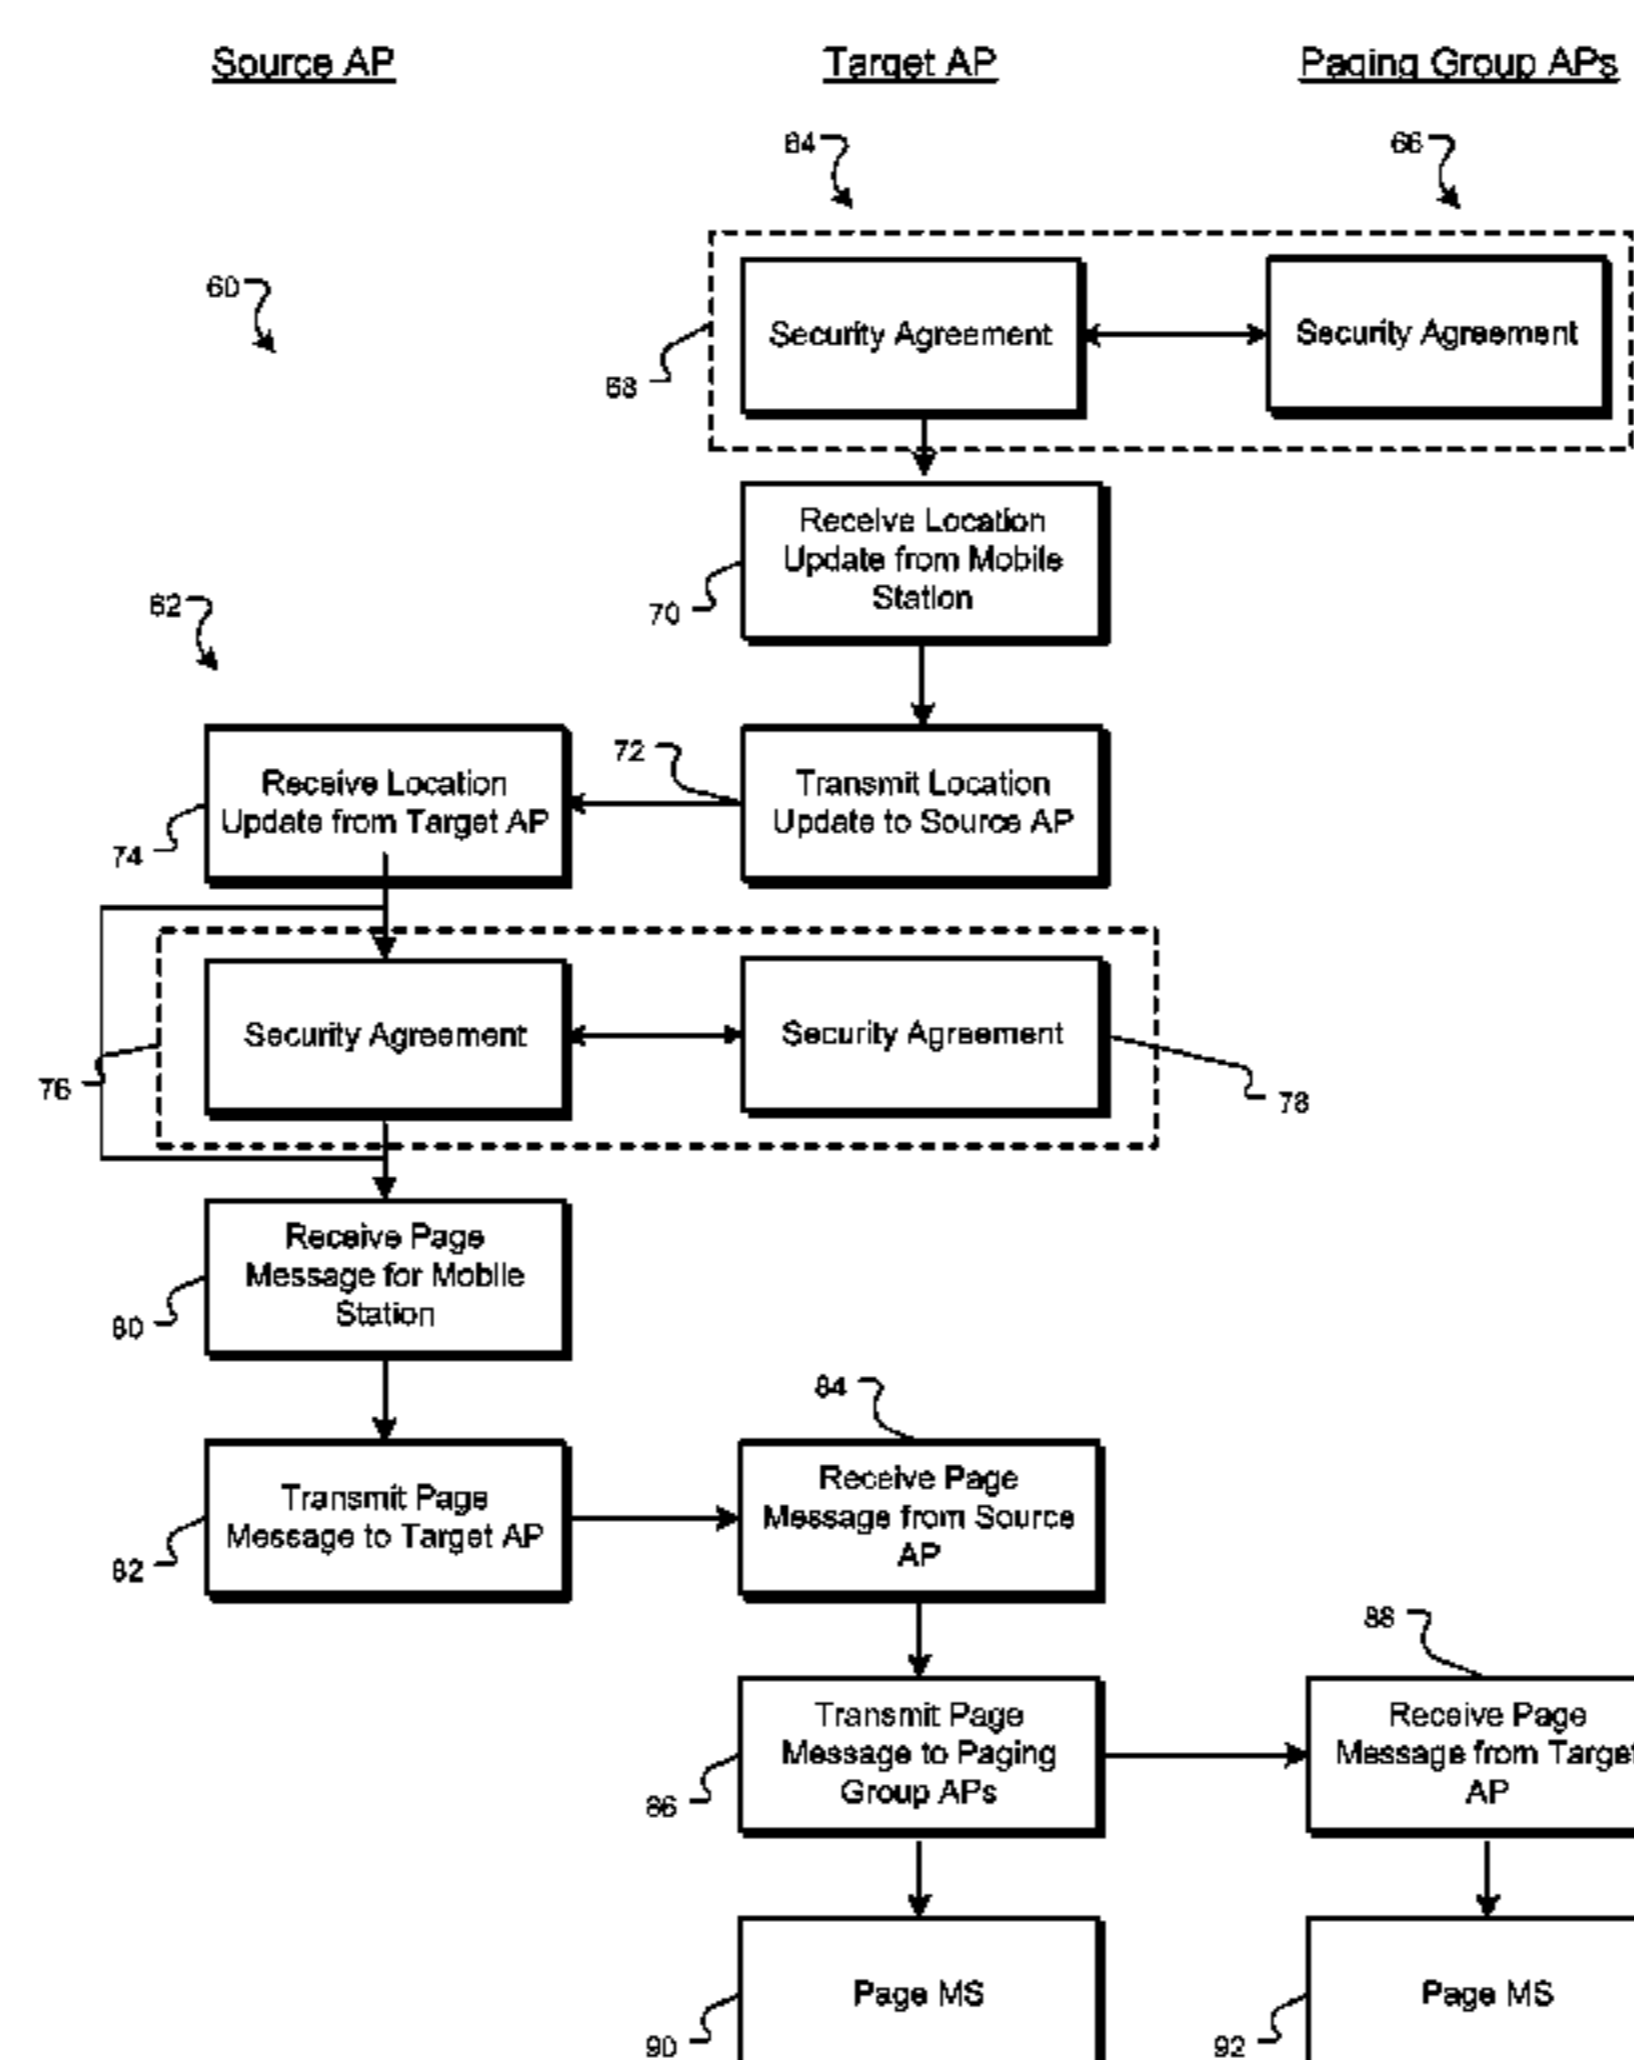 Source AP
Target AP
Paging Group APs
64
66
60
Security Agreement
Security Agreement
68
Receive Location
Update from Mobile
Station
70
62
72
Receive Location
Update from Target AP
Transmit Location
Update to Source AP
74
Security Agreement
Security Agreement
76
78
Receive Page
Message for Mobile
Station
80
84
Transmit Page
Message to Target AP
Receive Page
Message from Source
AP
82
88
Transmit Page
Message to Paging
Group APs
Receive Page
Message from Target
AP
86
Page MS
Page MS
90
92